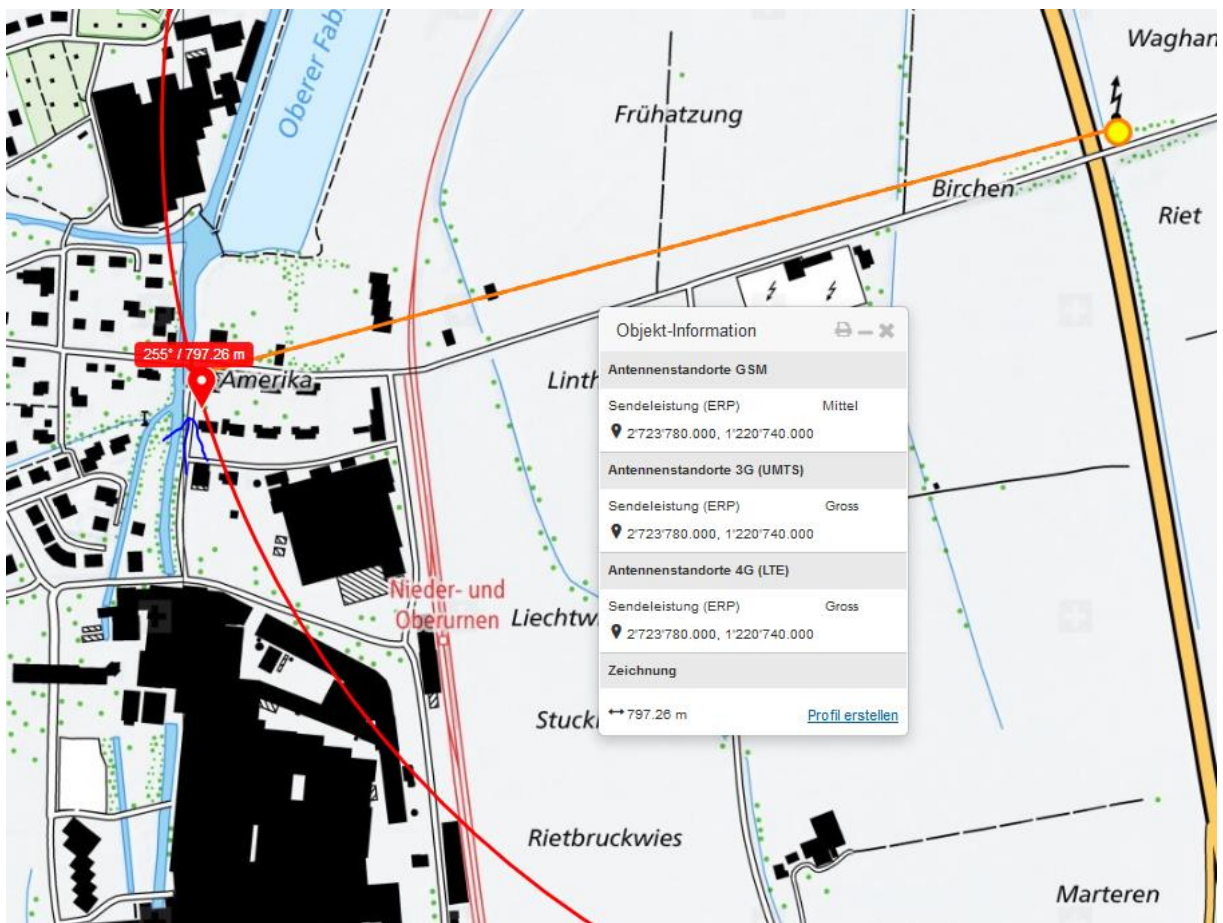 Oberer Fab
Waghan
Frühatzung
Birchen
Riet
255° / 797.26 m
Amerika
Linth
Objekt-Information
Antennenstandorte GSM
Sendeleistung (ERP) Mittel
2'723'780.000, 1'220'740.000
Antennenstandorte 3G (UMTS)
Sendeleistung (ERP) Gross
2'723'780.000, 1'220'740.000
Antennenstandorte 4G (LTE)
Sendeleistung (ERP) Gross
2'723'780.000, 1'220'740.000
Zeichnung
797.26 m Profil erstellen
Nieder- und
Oberurnen
Liechtw
Stuck
Rietbruckwies
Marteren